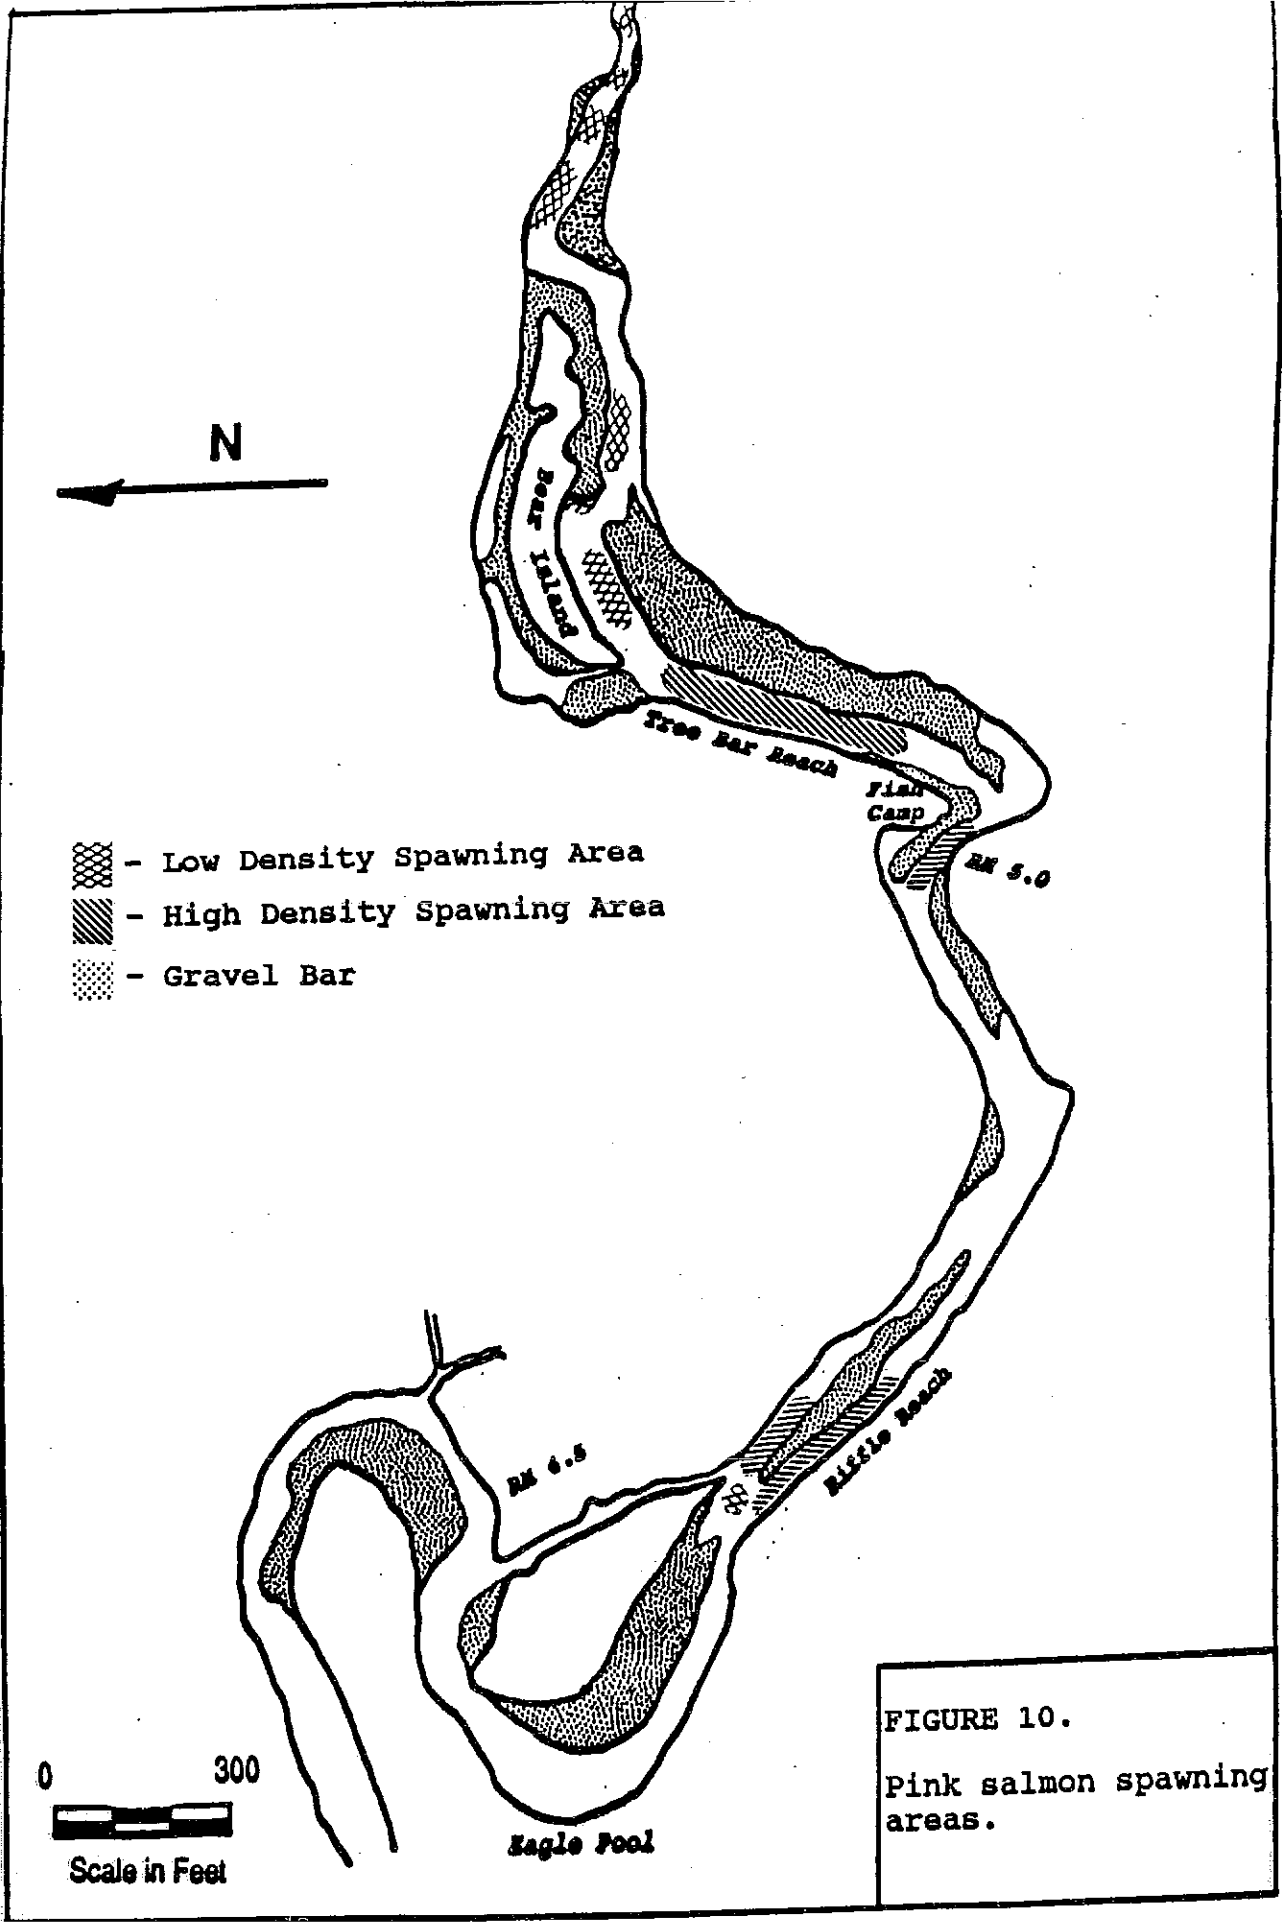 N
Bear Island
Tree Bar Reach
Fish
Camp
RM 5.0
- Low Density Spawning Area
- High Density Spawning Area
- Gravel Bar
Riffle Reach
RM 4.5
Eagle Pool
0 300
Scale in Feet
FIGURE 10.
Pink salmon spawning
areas.